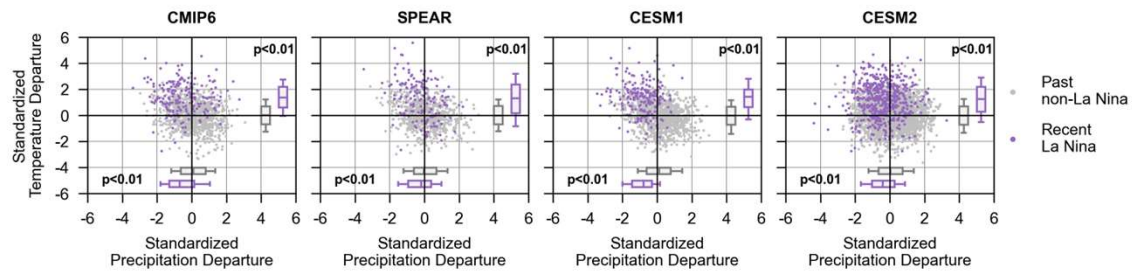 CMIP6 SPEAR CESM1 CESM2
6 p<0.01 p<0.01 p<0.01 p<0.01
4
2
0
-2
-4
p<0.01 p<0.01 p<0.01 p<0.01
-6
Standardized
Temperature Departure
-6 -4 -2 0 2 4 6 -6 -4 -2 0 2 4 6 -6 -4 -2 0 2 4 6 -6 -4 -2 0 2 4 6
Standardized Standardized Standardized Standardized
Precipitation Departure Precipitation Departure Precipitation Departure Precipitation Departure
Past
non-La Nina
Recent
La Nina